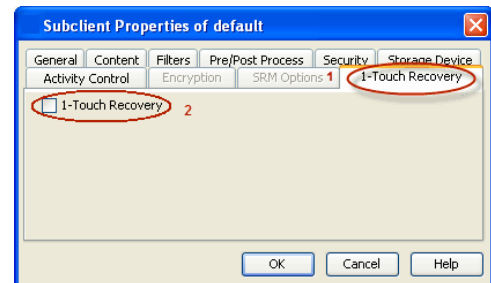 Subclient Properties of default
General Content Filters Pre/Post Process Security Storage Device
Activity Control Encryption SRM Options 1 1-Touch Recovery
1-Touch Recovery 2
OK Cancel Help